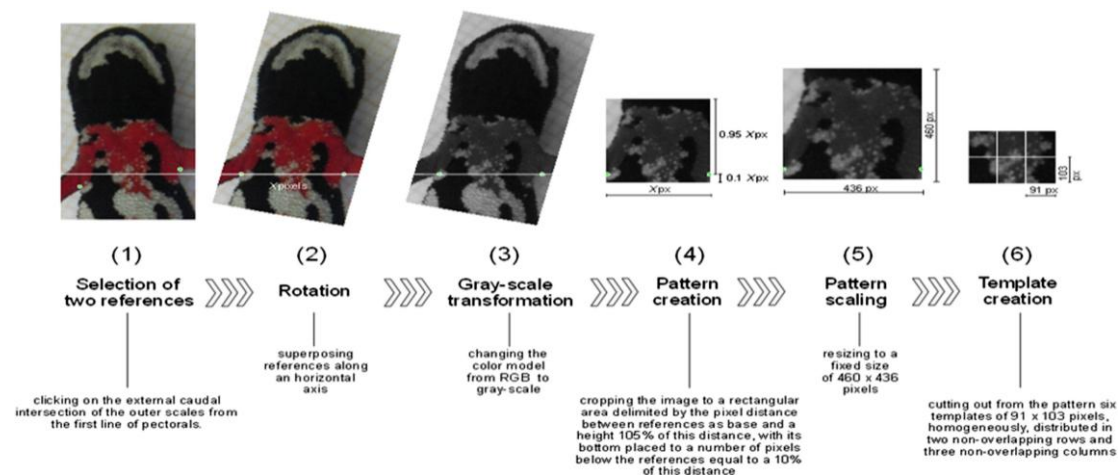 X pixels
0.95 Xpx
0.1 Xpx
Xpx
460 px
436 px
103 px
91 px
(1)
(2)
(3)
(4)
(5)
(6)
Selection of
two references
Rotation
Gray-scale
transformation
Pattern
creation
Pattern
scaling
Template
creation
clicking on the external caudal
intersection of the outer scales from
the first line of pectorals.
superposing
references along
an horizontal
axis
changing the
color model
from RGB to
gray-scale
cropping the image to a rectangular
area delimited by the pixel distance
between references as base and a
height 105% of this distance, with its
bottom placed to a number of pixels
below the references equal to a 10%
of this distance
resizing to a
fixed size
of 460 x 436
pixels
cutting out from the pattern six
templates of 91 x 103 pixels,
homogeneously, distributed in
two non-overlapping rows and
three non-overlapping columns